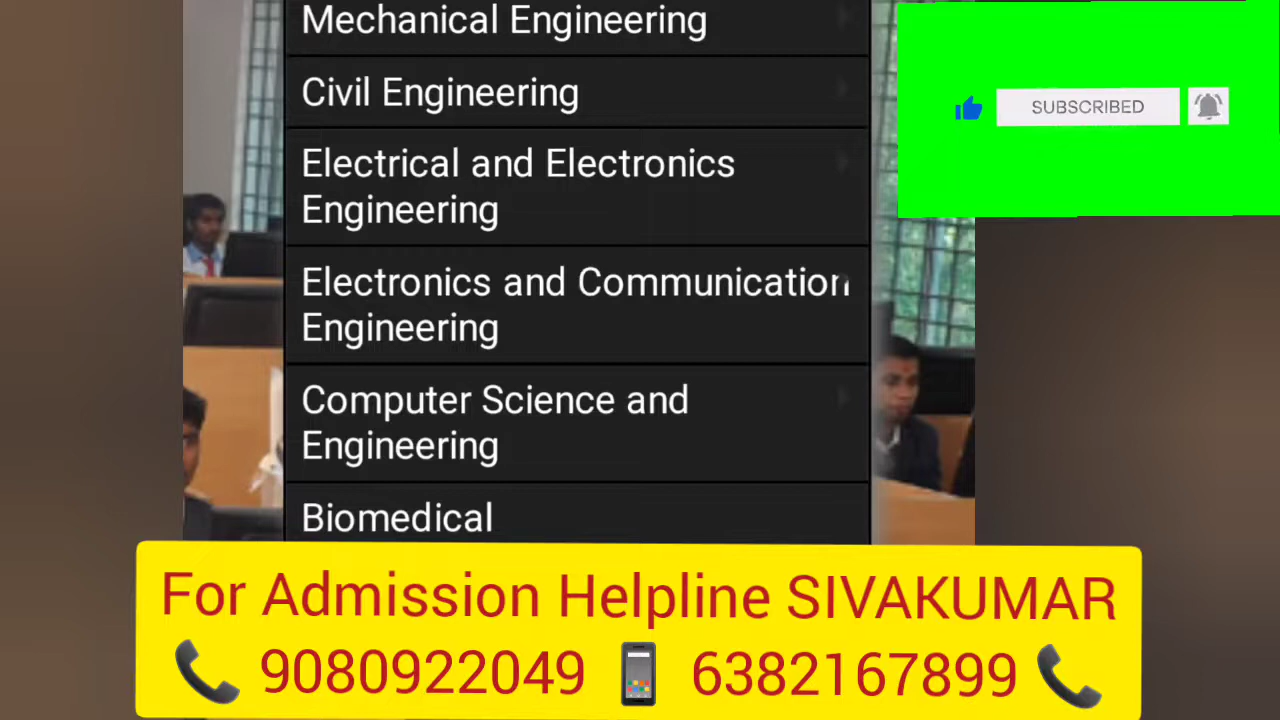 Mechanical Engineering
Civil Engineering
Electrical and Electronics
Engineering
Electronics and Communication
Engineering
Computer Science and
Engineering
Biomedical
SUBSCRIBED
For Admission Helpline SIVAKUMAR
9080922049 6382167899